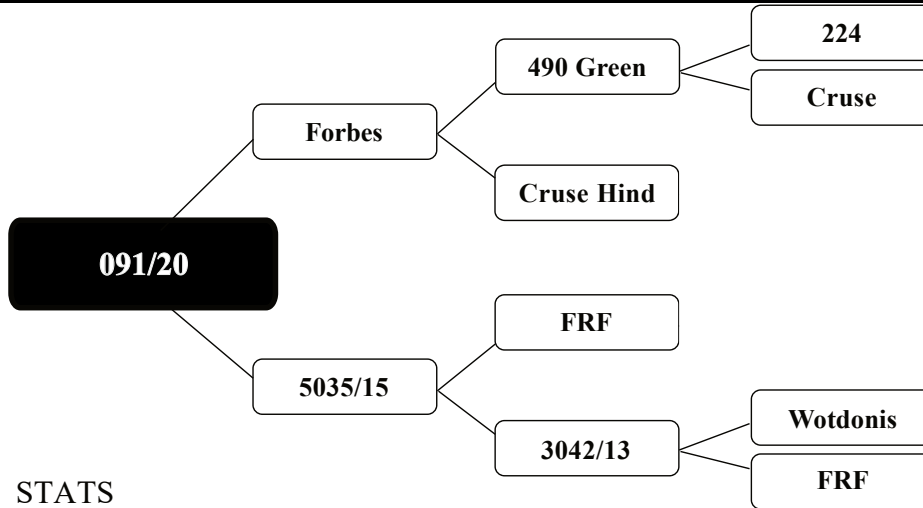 224
490 Green
Cruse
Forbes
Cruse Hind
091/20
FRF
5035/15
Wotdonis
3042/13
FRF
STATS